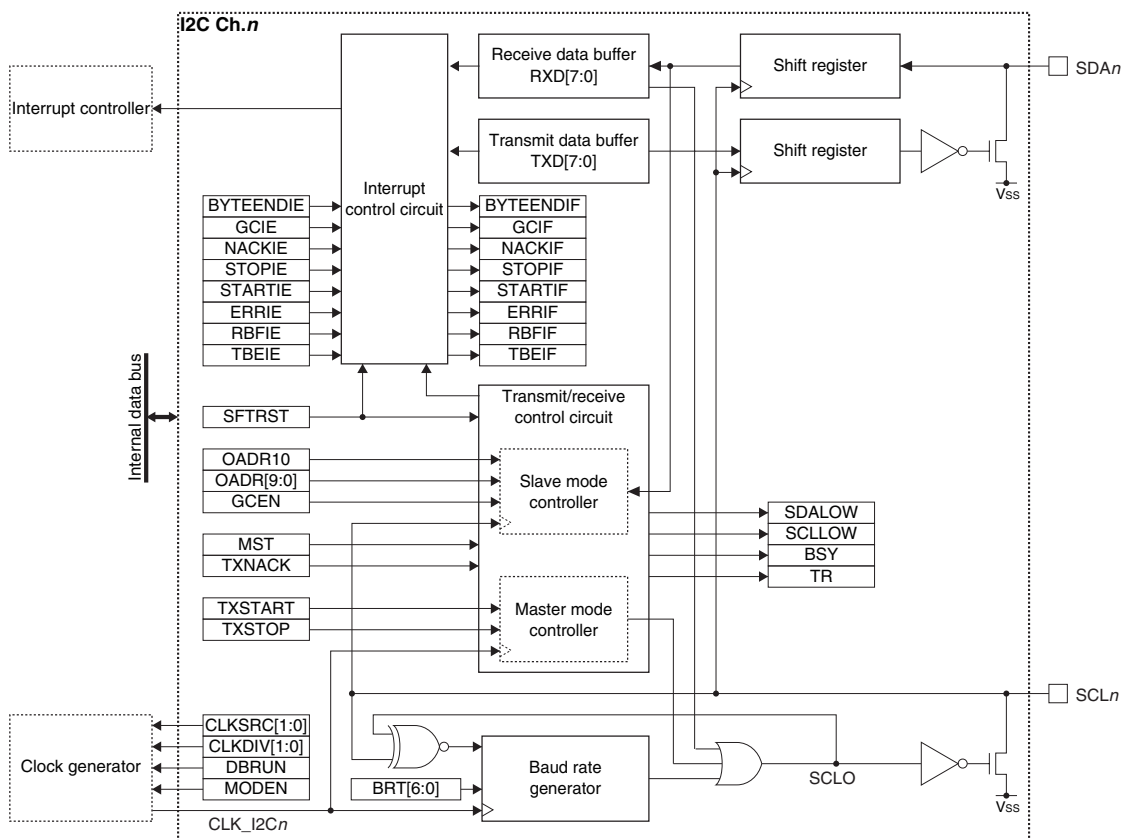 I2C Ch.n
Interrupt controller
Interrupt
control circuit
Receive data buffer
RXD[7:0]
Shift register
SDAn
Transmit data buffer
TXD[7:0]
Shift register
VSS
BYTEENDIE
GCIE
NACKIE
STOPIE
STARTIE
ERRIE
RBFIE
TBEIE
BYTEENDIF
GCIF
NACKIF
STOPIF
STARTIF
ERRIF
RBFIF
TBEIF
Internal data bus
SFTRST
Transmit/receive
control circuit
OADR10
OADR[9:0]
GCEN
Slave mode
controller
MST
TXNACK
SDALOW
SCLLOW
BSY
TR
TXSTART
TXSTOP
Master mode
controller
SCLn
Clock generator
CLKSRC[1:0]
CLKDIV[1:0]
DBRUN
MODEN
BRT[6:0]
Baud rate
generator
SCLO
VSS
CLK_I2Cn